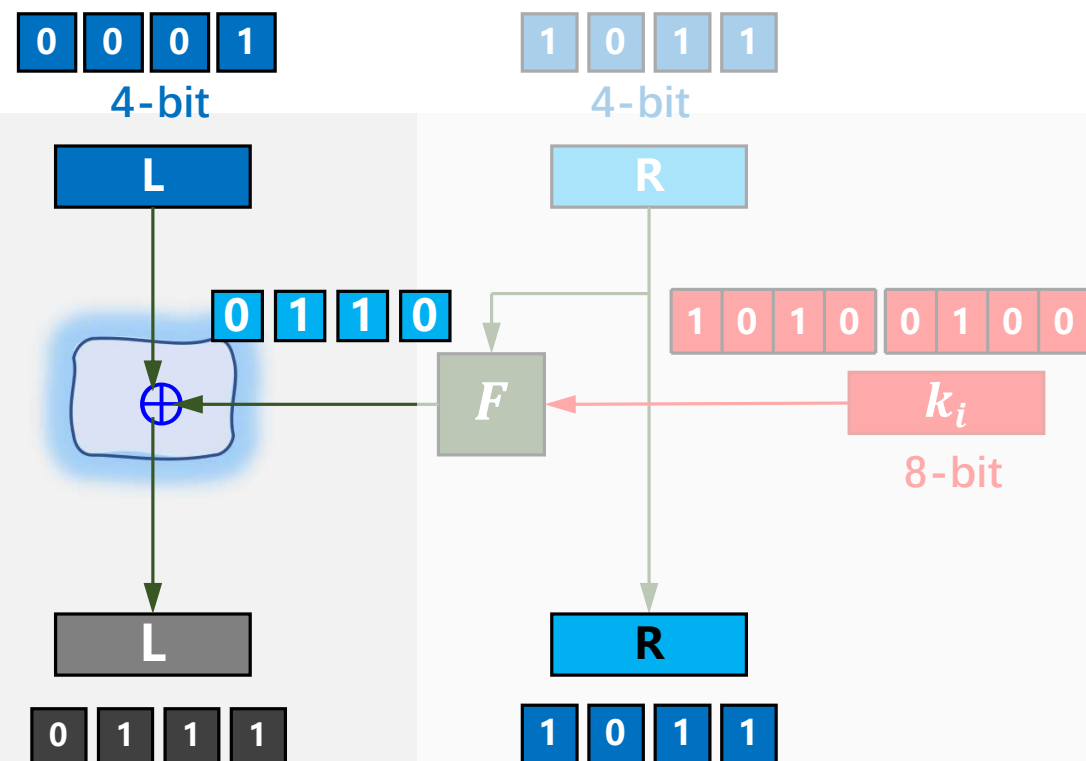 0 0 0 1 1 0 1 1
4-bit 4-bit
L R
0 1 1 0 1 0 1 0 0 1 0 0
F k_i
8-bit
L R
0 1 1 1 1 0 1 1